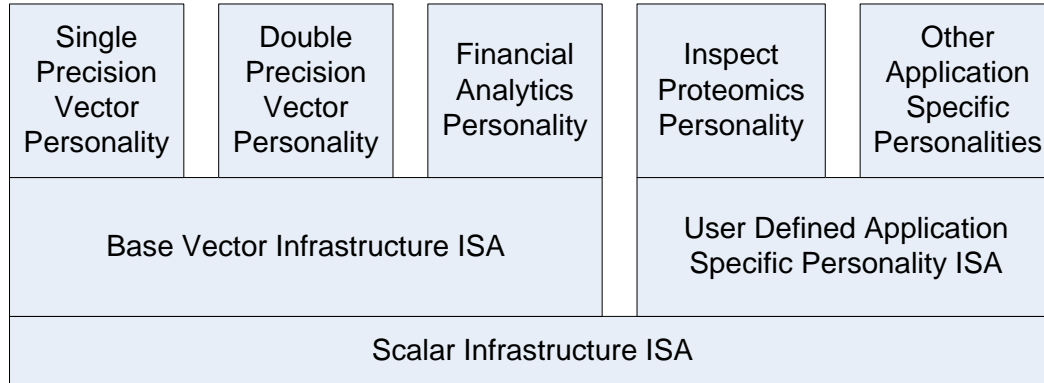 Single
Precision
Vector
Personality
Double
Precision
Vector
Personality
Financial
Analytics
Personality
Inspect
Proteomics
Personality
Other
Application
Specific
Personalities
Base Vector Infrastructure ISA
User Defined Application
Specific Personality ISA
Scalar Infrastructure ISA